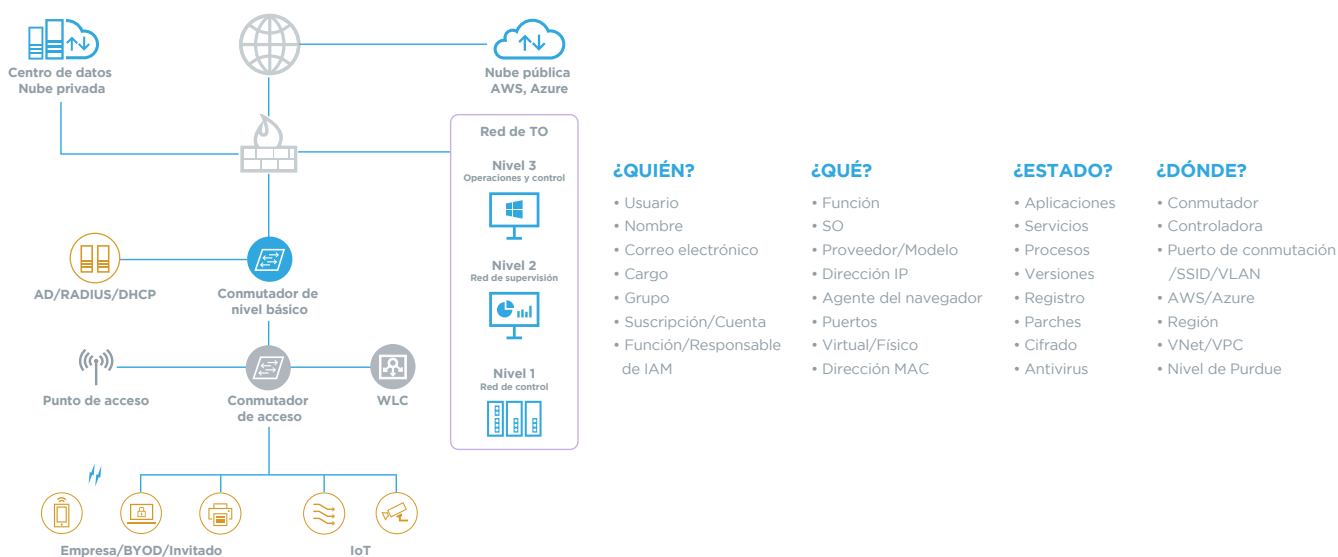 Centro de datos
Nube privada
Nube pública
AWS, Azure
Red de TO
Nivel 3
Operaciones y control
Nivel 2
Red de supervisión
Nivel 1
Red de control
AD/RADIUS/DHCP
Conmutador de
nivel básico
Punto de acceso
Conmutador
de acceso
WLC
Empresa/BYOD/Invitado
IoT
¿QUIÉN?
• Usuario
• Nombre
• Correo electrónico
• Cargo
• Grupo
• Suscripción/Cuenta
• Función/Responsable
de IAM
¿QUÉ?
• Función
• SO
• Proveedor/Modelo
• Dirección IP
• Agente del navegador
• Puertos
• Virtual/Físico
• Dirección MAC
¿ESTADO?
• Aplicaciones
• Servicios
• Procesos
• Versiones
• Registro
• Parches
• Cifrado
• Antivirus
¿DÓNDE?
• Conmutador
• Controladora
• Puerto de conmutación
/SSID/VLAN
• AWS/Azure
• Región
• VNet/VPC
• Nivel de Purdue